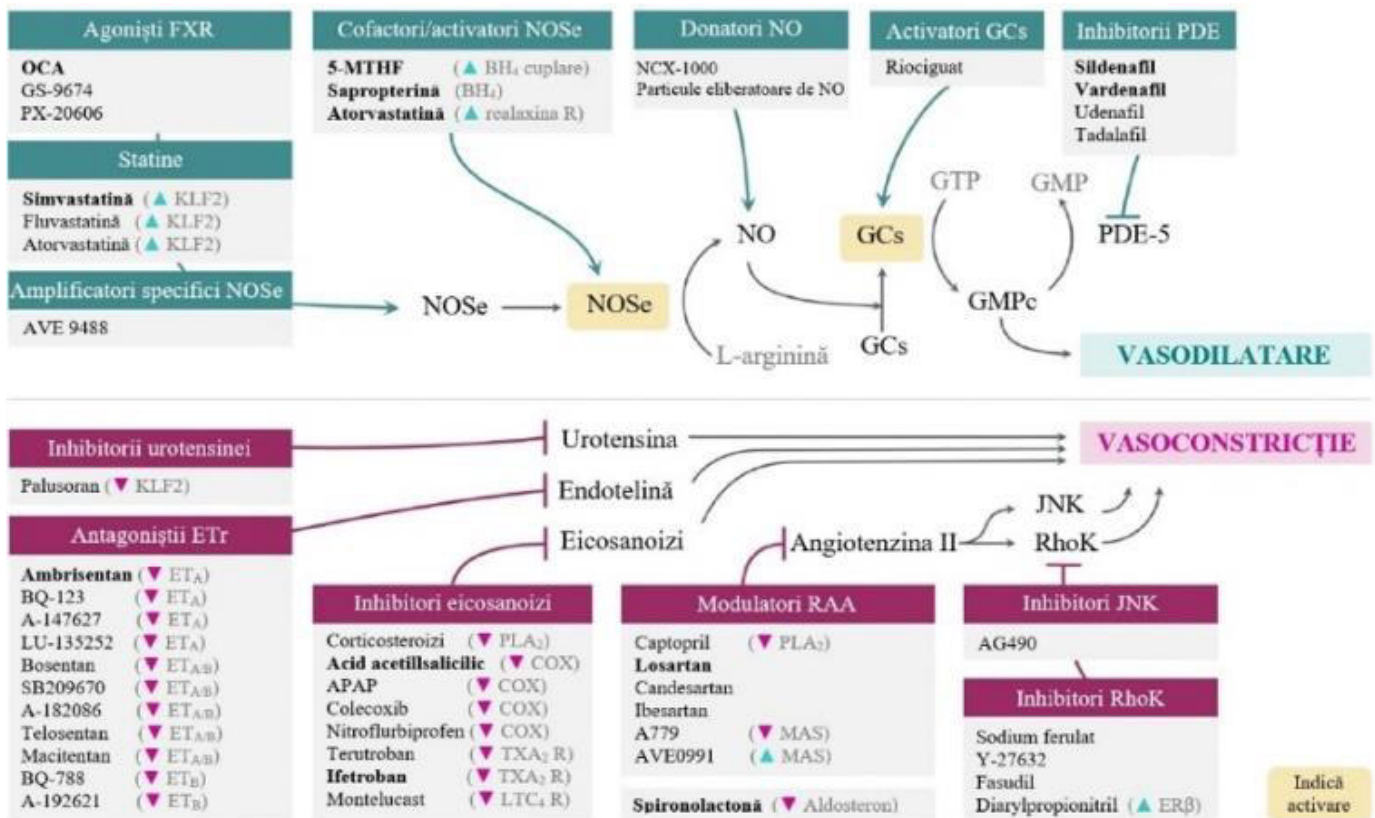 Agoniști FXR
OCA
GS-9674
PX-20606
Statine
Simvastatină (▲ KLF2)
Fluvastatină (▲ KLF2)
Atorvastatină (▲ KLF2)
Amplificatori specifici NOSe
AVE 9488
Cofactori/activatori NOSe
5-MTHF (▲ BH₄ cuplare)
Sapropterină (BH₄)
Atorvastatină (▲ realaxina R)
Donatori NO
NCX-1000
Particule eliberatoare de NO
Activatori GCs
Riociguat
Inhibitorii PDE
Sildenafil
Vardenafil
Udenafil
Tadalafil
GTP
GMP
NO
GCs
PDE-5
NOSe
NOSe
GMPc
L-arginină
GCs
VASODILATARE
Inhibitorii urotensinei
Palusoran (▼ KLF2)
Antagoniștii ETr
Ambrisentan (▼ ETA)
BQ-123 (▼ ETA)
A-147627 (▼ ETA)
LU-135252 (▼ ETA)
Bosentan (▼ ETA/B)
SB209670 (▼ ETA/B)
A-182086 (▼ ETA/B)
Telosentan (▼ ETA/B)
Macitentan (▼ ETA/B)
BQ-788 (▼ ETB)
A-192621 (▼ ETB)
Urotensina
Endotelină
Eicosanoizi
Angiotenzina II
JNK
RhoK
VASOCONSTRICȚIE
Inhibitori eicosanoizi
Corticosteroizi (▼ PLA₂)
Acid acetillsalicilic (▼ COX)
APAP (▼ COX)
Colecoxib (▼ COX)
Nitroflurbiprofen (▼ COX)
Terutroban (▼ TXA₂ R)
Ifetroban (▼ TXA₂ R)
Montelucast (▼ LTC₄ R)
Modulatori RAA
Captopril (▼ PLA₂)
Losartan
Candesartan
Ibesartan
A779 (▼ MAS)
AVE0991 (▲ MAS)
Spironolactonă (▼ Aldosteron)
Inhibitori JNK
AG490
Inhibitori RhoK
Sodium ferulat
Y-27632
Fasudil
Diarylpropionitril (▲ ERβ)
Indică
activare